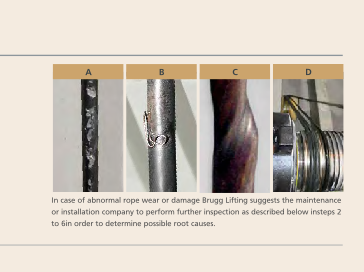 A B C D
In case of abnormal rope wear or damage Brugg Lifting suggests the maintenance
or installation company to perform further inspection as described below insteps 2
to 6in order to determine possible root causes.